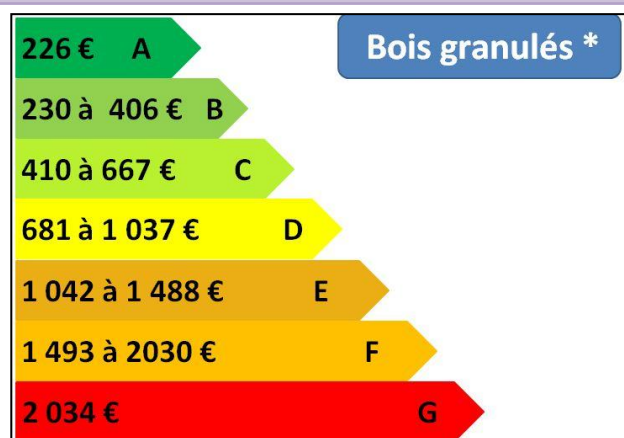 Bois granulés *
226 € A
230 à 406 € B
410 à 667 € C
681 à 1 037 € D
1 042 à 1 488 € E
1 493 à 2030 € F
2 034 € G